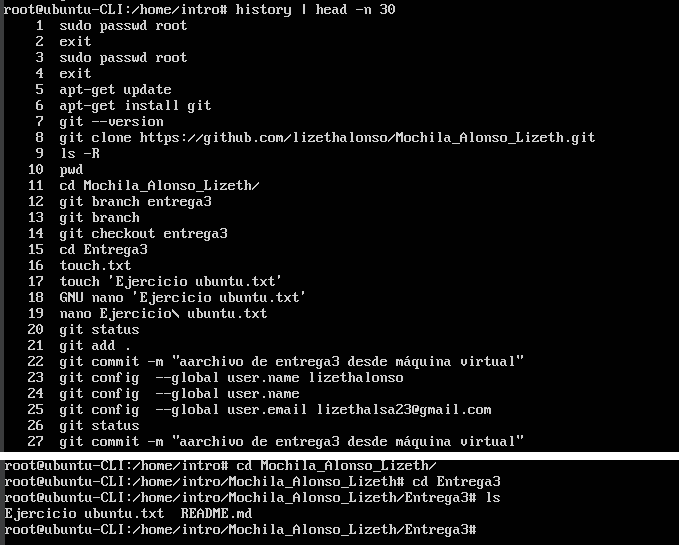 root@ubuntu-CLI:/home/intro# history | head -n 30
1 sudo passwd root
2 exit
3 sudo passwd root
4 exit
5 apt-get update
6 apt-get install git
7 git --version
8 git clone https://github.com/lizethalonso/Mochila_Alonso_Lizeth.git
9 ls -R
10 pwd
11 cd Mochila_Alonso_Lizeth/
12 git branch entrega3
13 git branch
14 git checkout entrega3
15 cd Entrega3
16 touch.txt
17 touch 'Ejercicio ubuntu.txt'
18 GNU nano 'Ejercicio ubuntu.txt'
19 nano Ejercicio\ ubuntu.txt
20 git status
21 git add .
22 git commit -m "aarchivo de entrega3 desde máquina virtual"
23 git config --global user.name lizethalonso
24 git config --global user.name
25 git config --global user.email lizethalsa23@gmail.com
26 git status
27 git commit -m "aarchivo de entrega3 desde máquina virtual"
root@ubuntu-CLI:/home/intro# cd Mochila_Alonso_Lizeth/
root@ubuntu-CLI:/home/intro/Mochila_Alonso_Lizeth# cd Entrega3
root@ubuntu-CLI:/home/intro/Mochila_Alonso_Lizeth/Entrega3# ls
Ejercicio ubuntu.txt README.md
root@ubuntu-CLI:/home/intro/Mochila_Alonso_Lizeth/Entrega3#